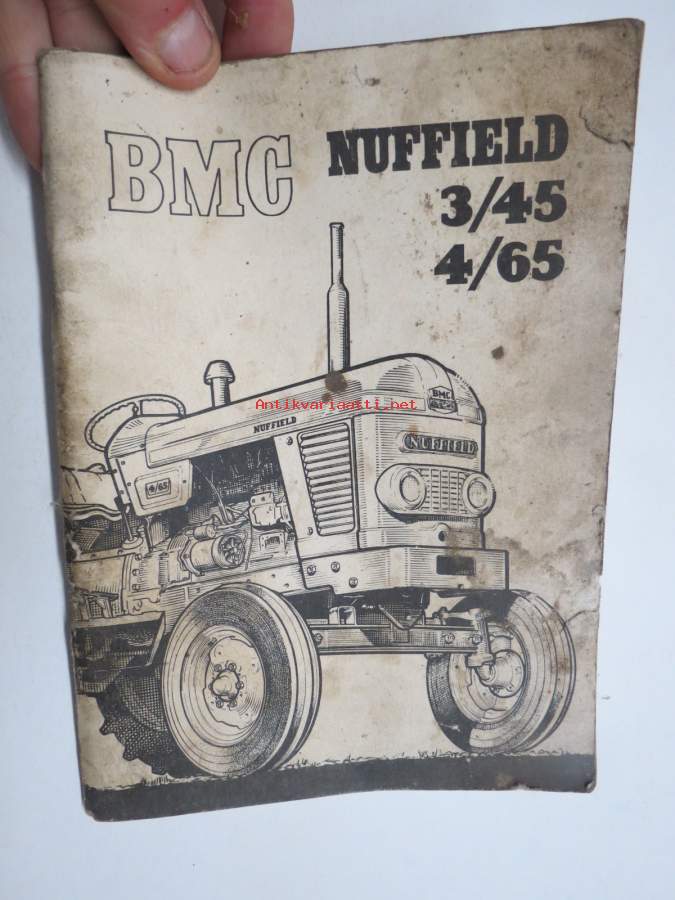 BMC NUFFIELD
3/45
4/65
Antikvariaatti.net
BMC
NUFFIELD
NUFFIELD
4/65